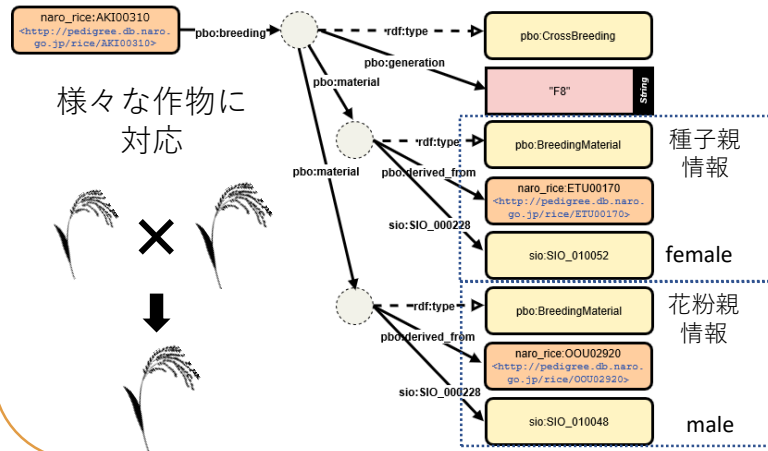 naro_rice:AKI00310
<http://pedigree.db.naro.
go.jp/rice/AKI00310>
pbo:breeding
rdf:type
pbo:CrossBreeding
pbo:generation
"F8"
String
pbo:material
様々な作物に
対応
rdf:type
pbo:BreedingMaterial
種子親
情報
pbo:material
pbo:derived_from
naro_rice:ETU00170
<http://pedigree.db.naro.
go.jp/rice/ETU00170>
sio:SIO_000228
sio:SIO_010052
female
rdf:type
pbo:BreedingMaterial
花粉親
情報
pbo:derived_from
naro_rice:OOU02920
<http://pedigree.db.naro.
go.jp/rice/OOU02920>
sio:SIO_000228
sio:SIO_010048
male